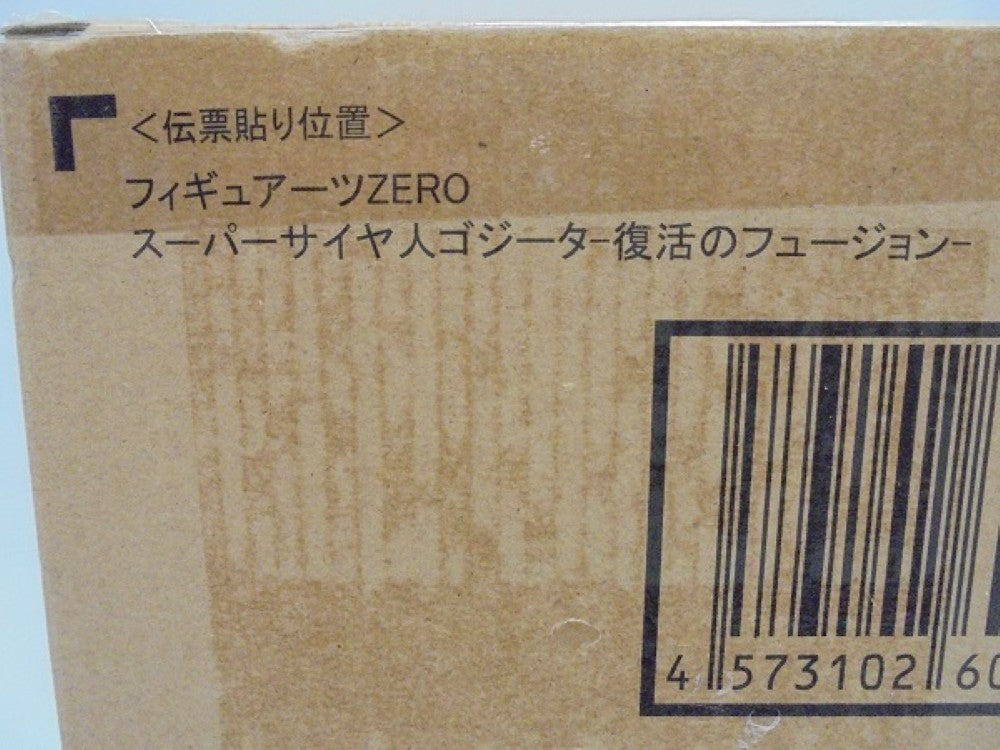 ＜伝票貼り位置＞
フィギュアーツZERO
スーパーサイヤ人ゴジータ-復活のフュージョン-
4 573102 60